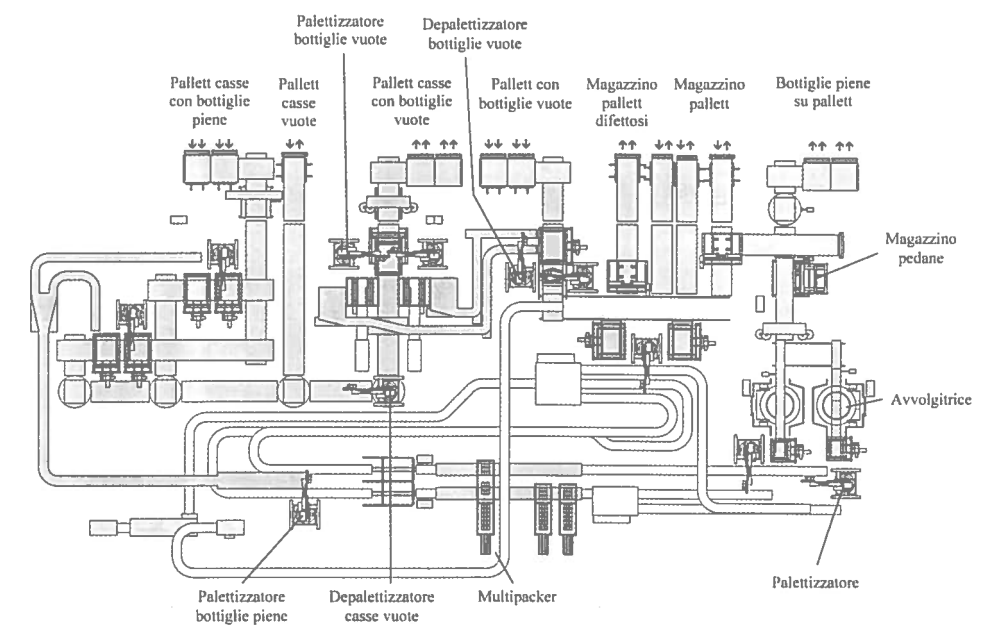 Palettizzatore
bottiglie vuote
Depalettizzatore
bottiglie vuote
Pallett casse
con bottiglie
piene
Pallett
casse
vuote
Pallett casse
con bottiglie
vuote
Pallett con
bottiglie vuote
Magazzino
pallett
difettosi
Magazzino
pallett
Bottiglie piene
su pallett
Magazzino
pedane
Avvolgitrice
Palettizzatore
Palettizzatore
bottiglie piene
Depalettizzatore
casse vuote
Multipacker